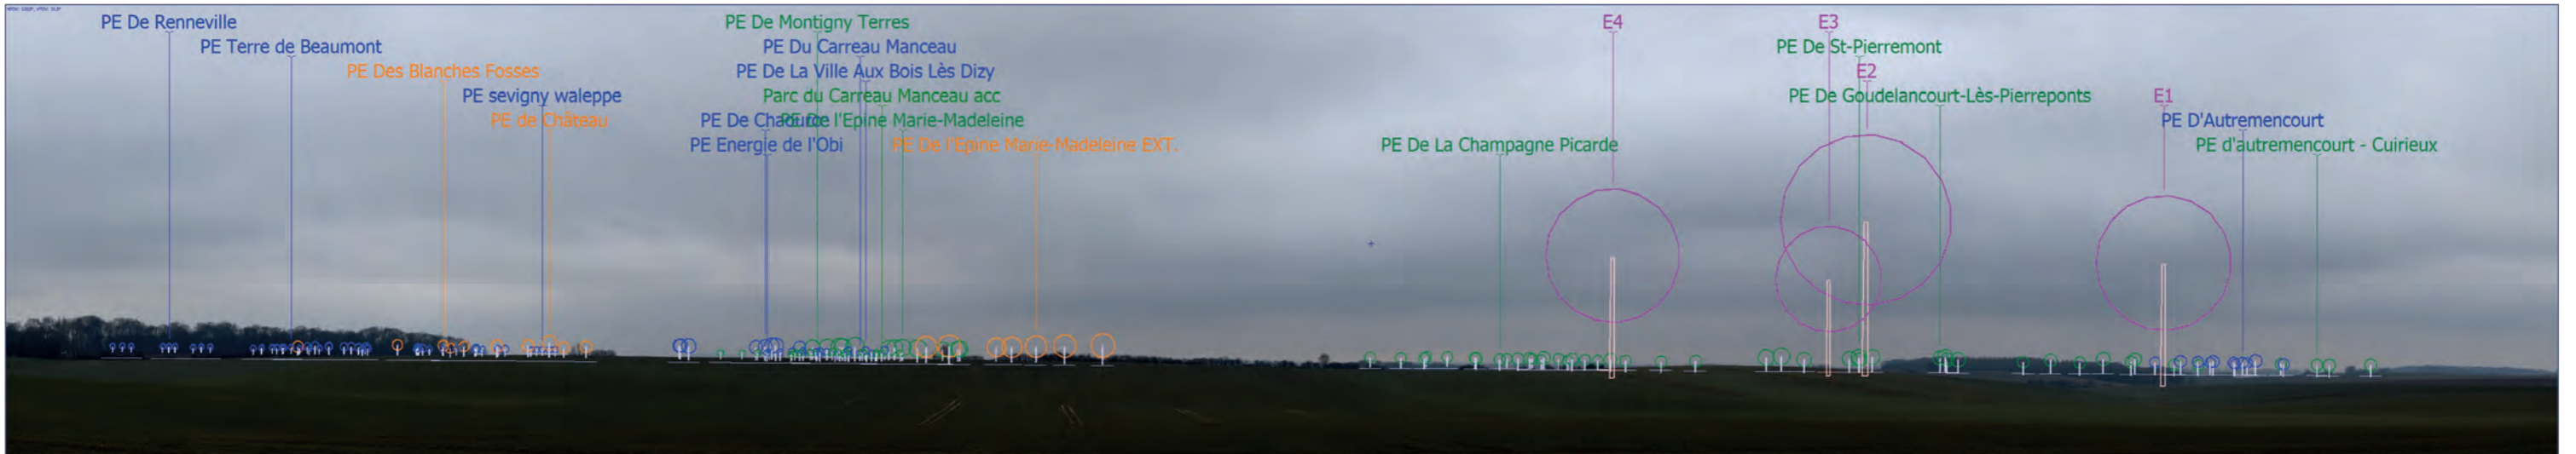 PE De Renneville
PE De Montigny Terres
E4
E3
PE Terre de Beaumont
PE Du Carreau Manceau
PE De St-Pierremont
PE Des Blanches Fosses
PE De La Ville Aux Bois Lès Dizy
E2
PE sevigny waleppe
Parc du Carreau Manceau acc
PE De Goudelancourt-Lès-Pierreponts
E1
PE de Château
PE De Chaource
PE De l'Epine Marie-Madeleine
PE D'Autremencourt
PE Energie de l'Obi
PE De l'Epine Marie-Madeleine EXT.
PE De La Champagne Picarde
PE d'autremencourt - Cuirieux